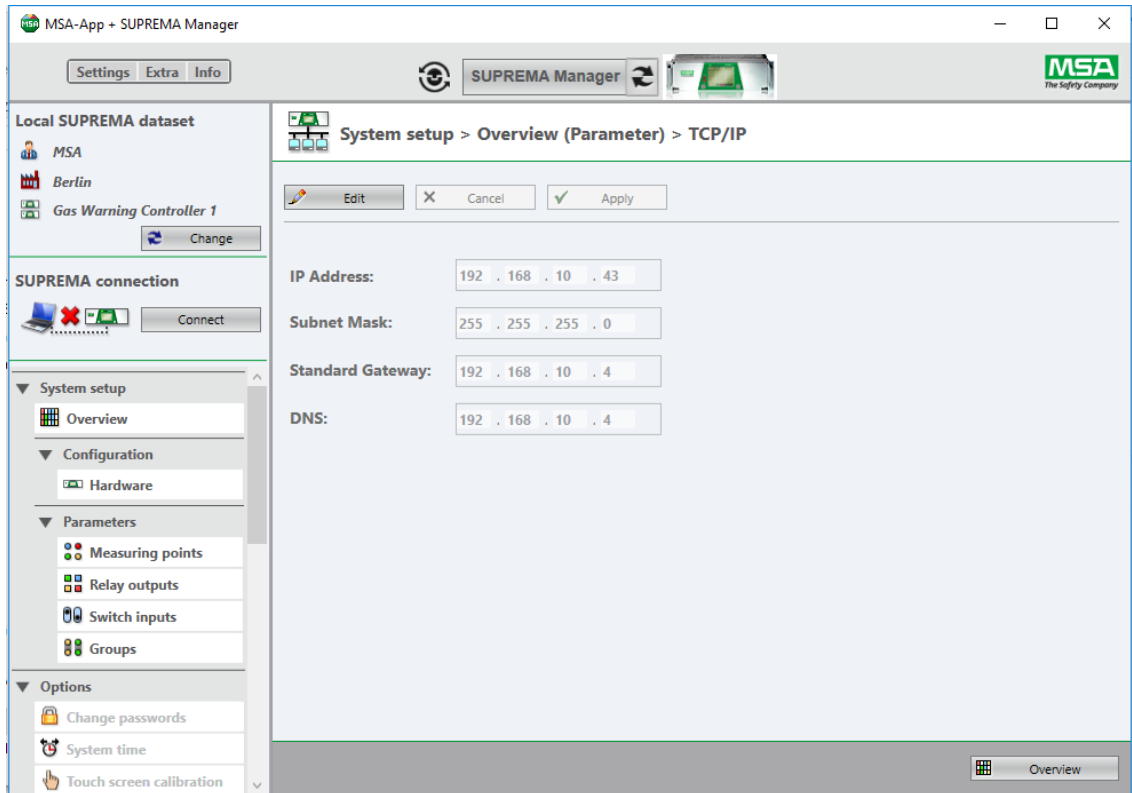 MSA-App + SUPREMA Manager
Settings Extra Info
SUPREMA Manager
MSA
The Safety Company
Local SUPREMA dataset
MSA
Berlin
Gas Warning Controller 1
Change
SUPREMA connection
Connect
System setup
Overview
Configuration
Hardware
Parameters
Measuring points
Relay outputs
Switch inputs
Groups
Options
Change passwords
System time
Touch screen calibration
System setup > Overview (Parameter) > TCP/IP
Edit Cancel Apply
IP Address: 192 . 168 . 10 . 43
Subnet Mask: 255 . 255 . 255 . 0
Standard Gateway: 192 . 168 . 10 . 4
DNS: 192 . 168 . 10 . 4
Overview